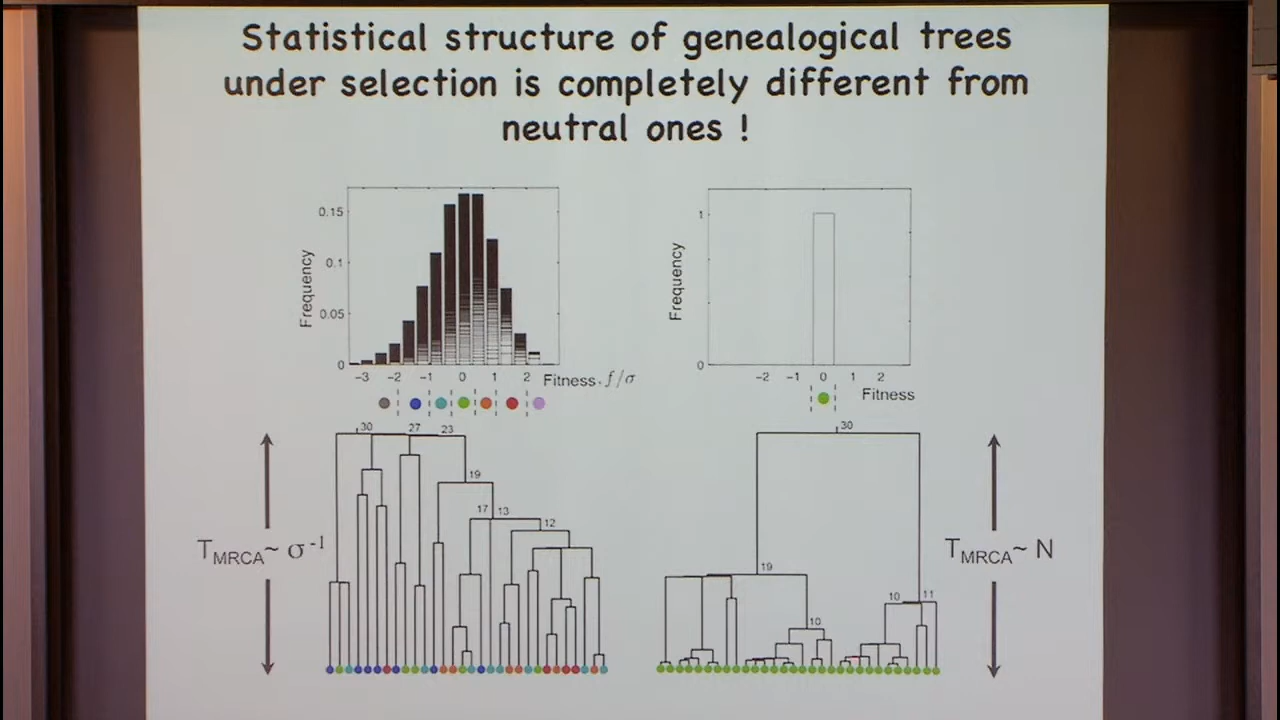 Statistical structure of genealogical trees
under selection is completely different from
neutral ones !
Frequency
0.15
0.1
0.05
0
−3 −2 −1 0 1 2 Fitness, f/σ
Frequency
1
0
−2 −1 0 1 2
Fitness
30 27 23
19
17 13
12
T_MRCA ~ σ⁻¹
30
19
10
10 11
T_MRCA ~ N